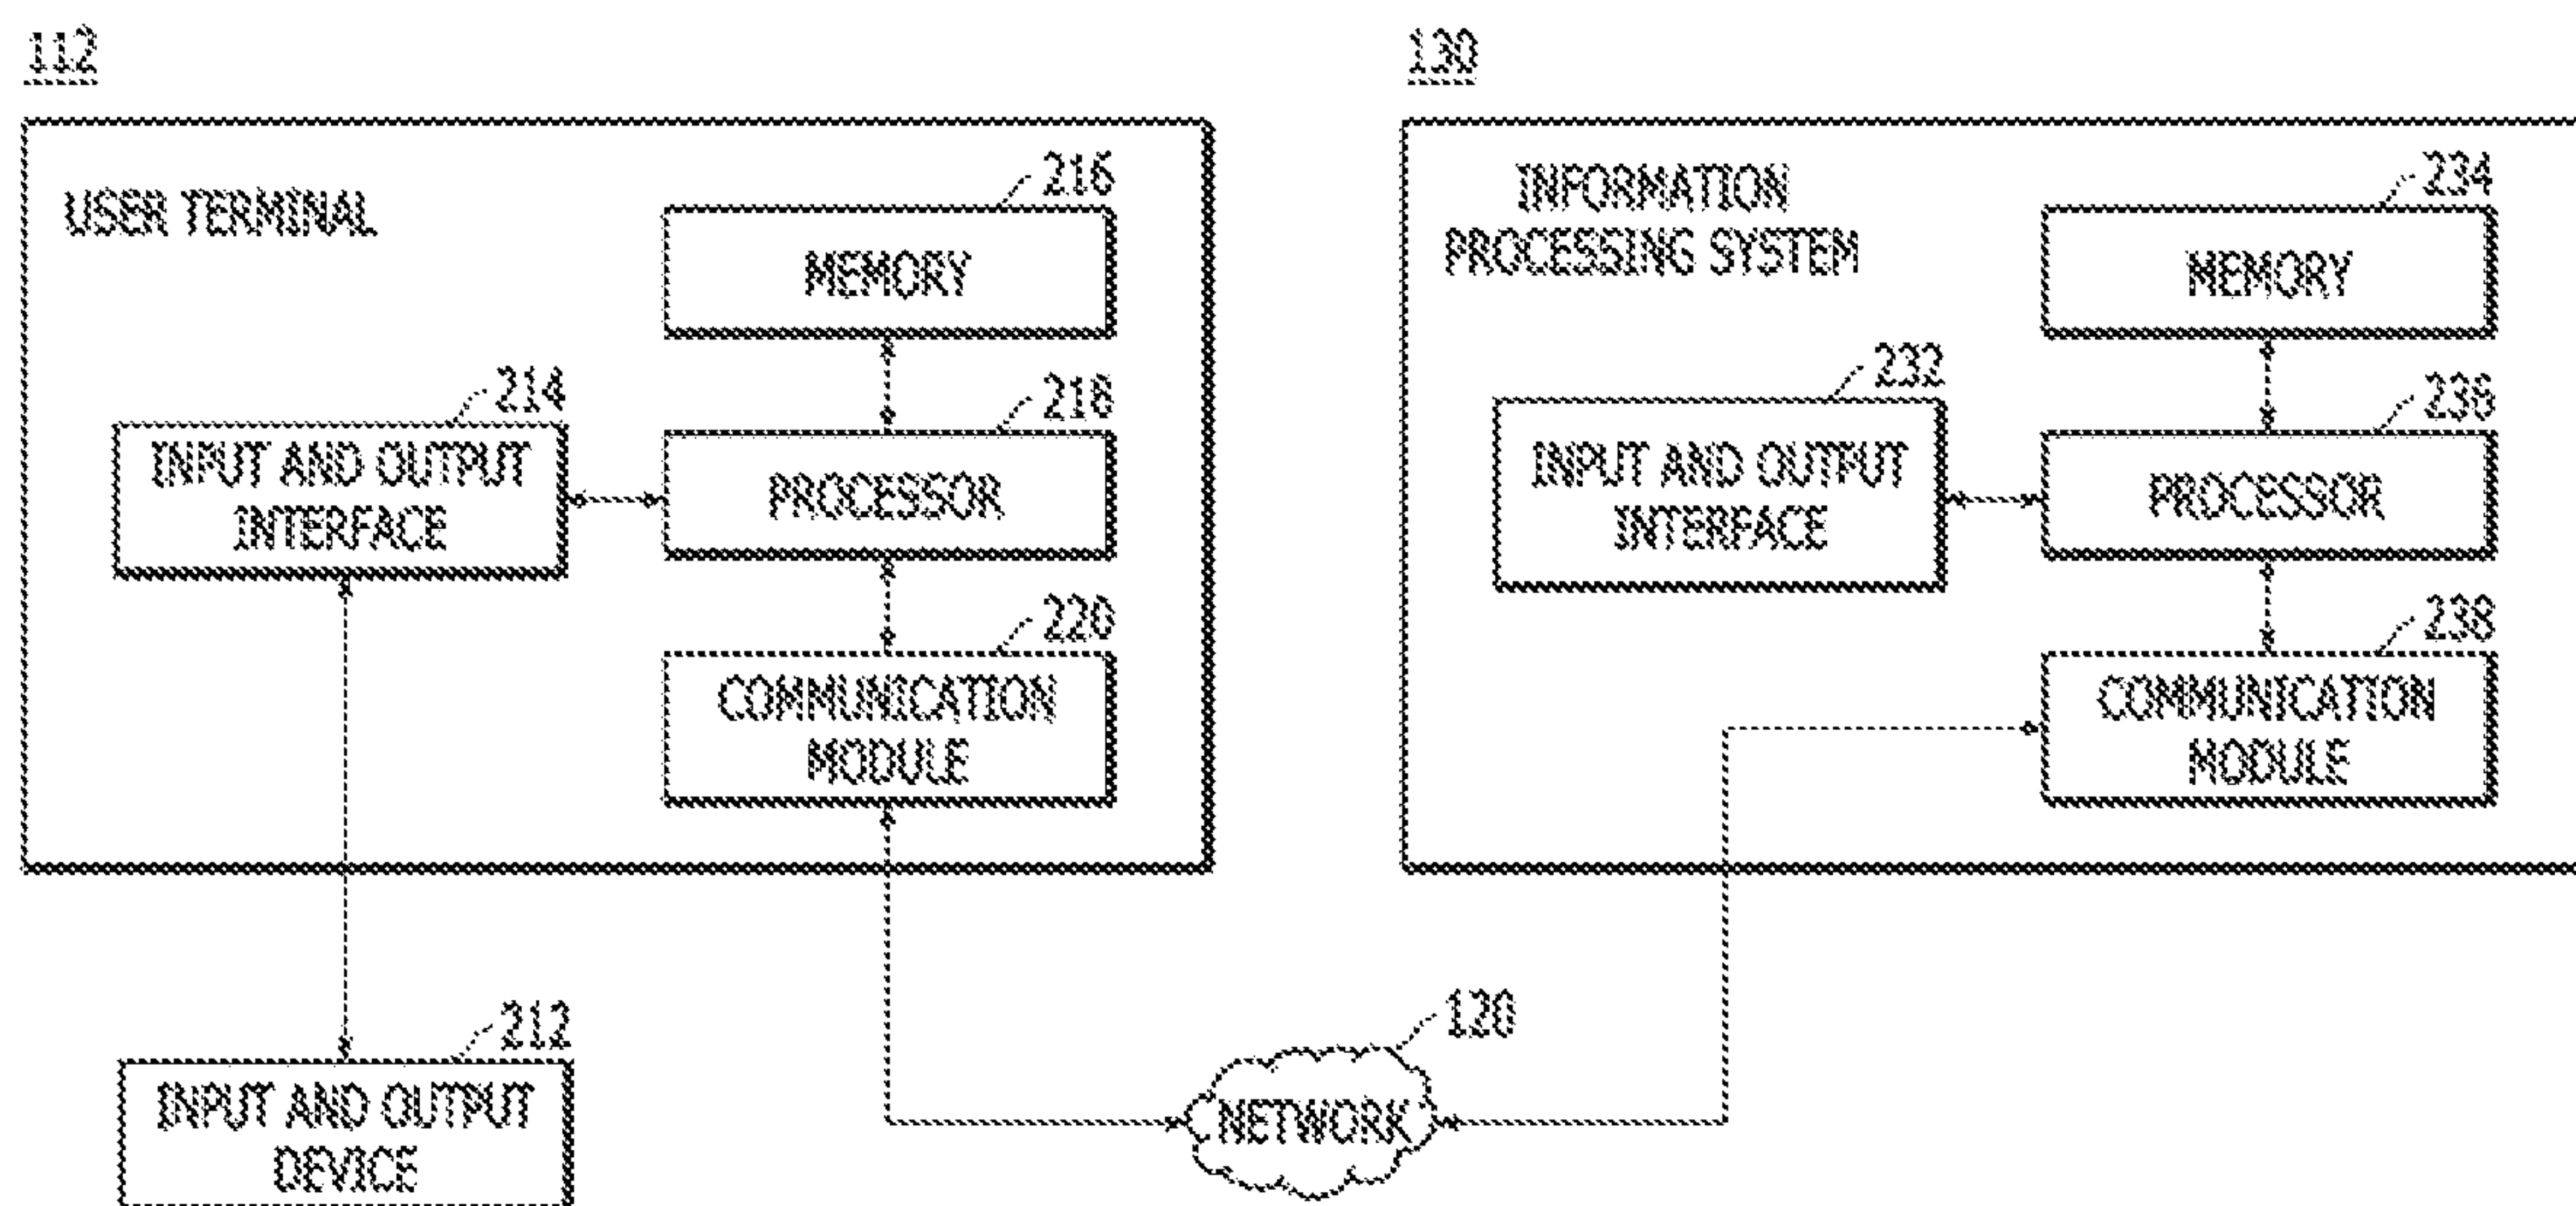 112
130
USER TERMINAL
216
MEMORY
214
INPUT AND OUTPUT
INTERFACE
218
PROCESSOR
220
COMMUNICATION
MODULE
INFORMATION
PROCESSING SYSTEM
234
MEMORY
232
INPUT AND OUTPUT
INTERFACE
236
PROCESSOR
238
COMMUNICATION
MODULE
212
INPUT AND OUTPUT
DEVICE
120
NETWORK